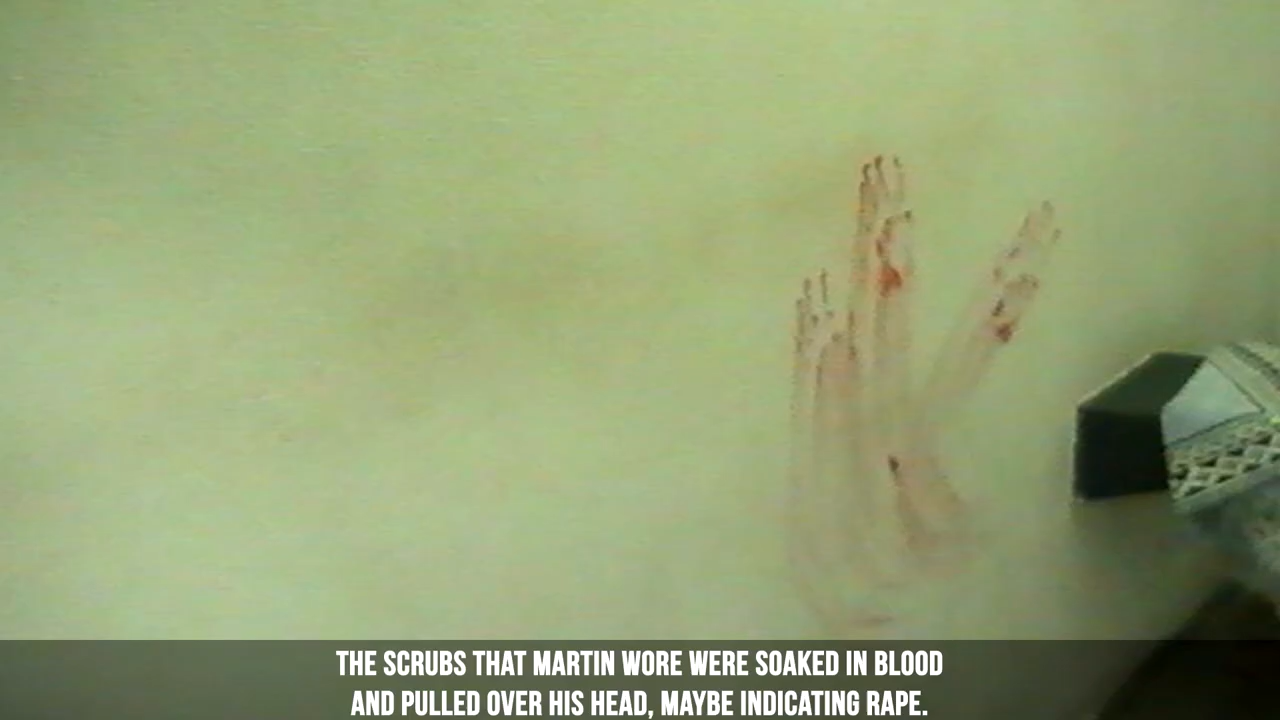 THE SCRUBS THAT MARTIN WORE WERE SOAKED IN BLOOD
AND PULLED OVER HIS HEAD, MAYBE INDICATING RAPE.